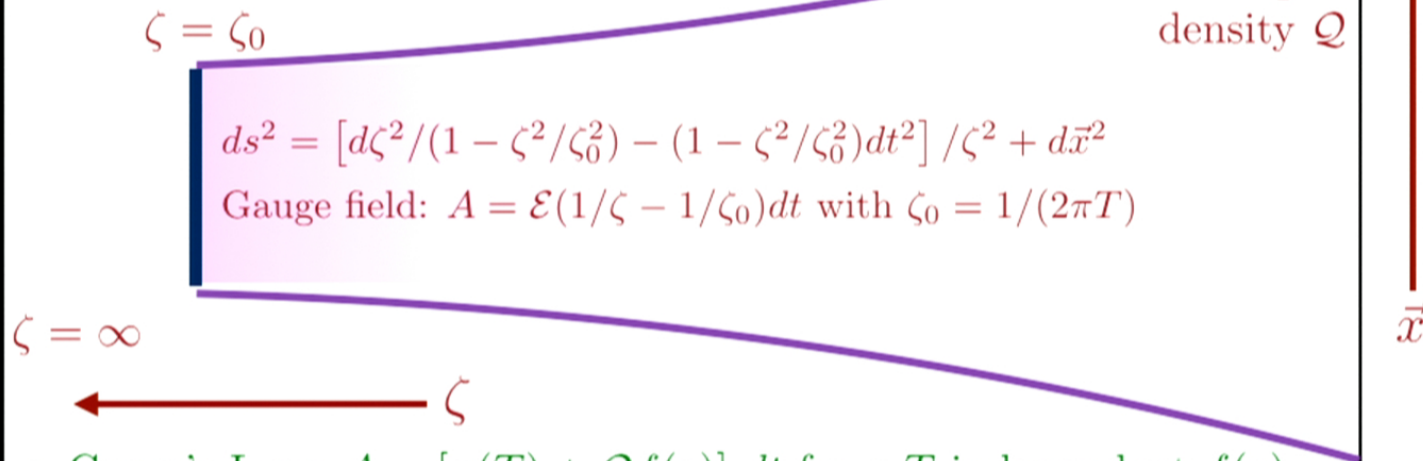 ζ = ζ₀
density 𝒬
ds² = [dζ²/(1 − ζ²/ζ₀²) − (1 − ζ²/ζ₀²)dt²] /ζ² + dx⃗²
Gauge field: A = ℰ(1/ζ − 1/ζ₀)dt with ζ₀ = 1/(2πT)
ζ = ∞
x⃗
ζ